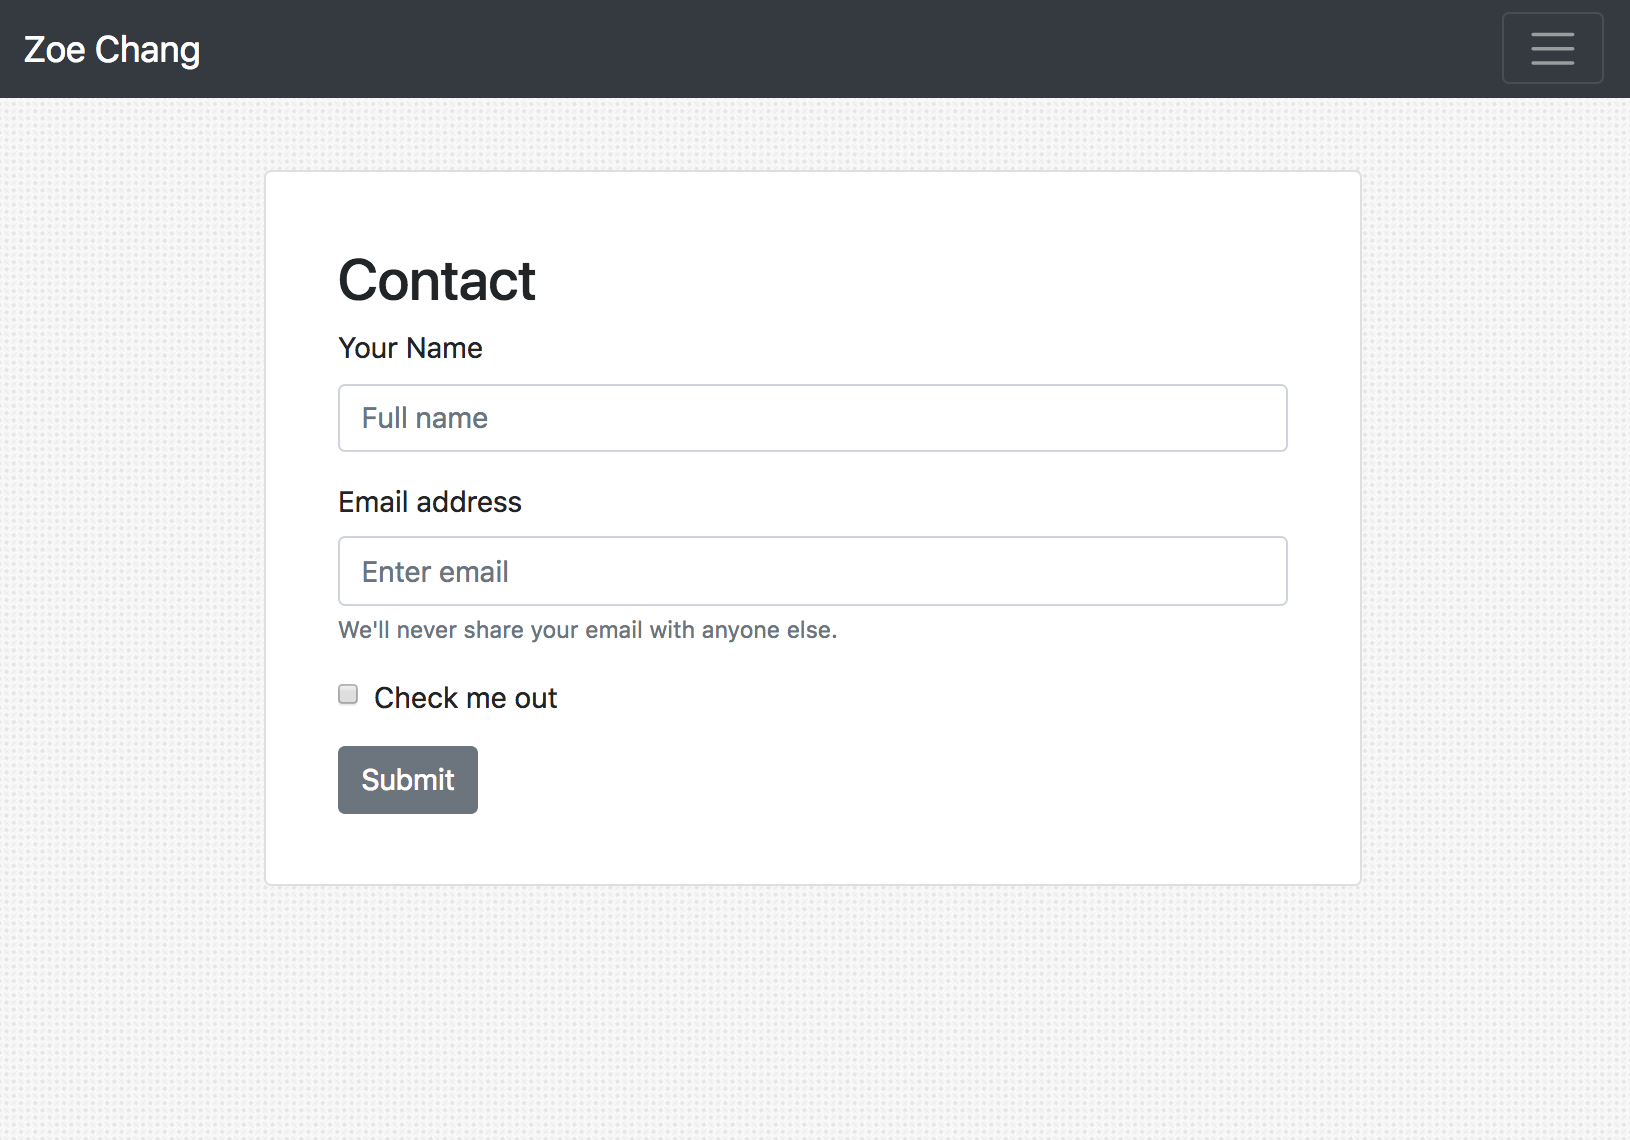 Zoe Chang
Contact
Your Name
Full name
Email address
Enter email
We'll never share your email with anyone else.
Check me out
Submit